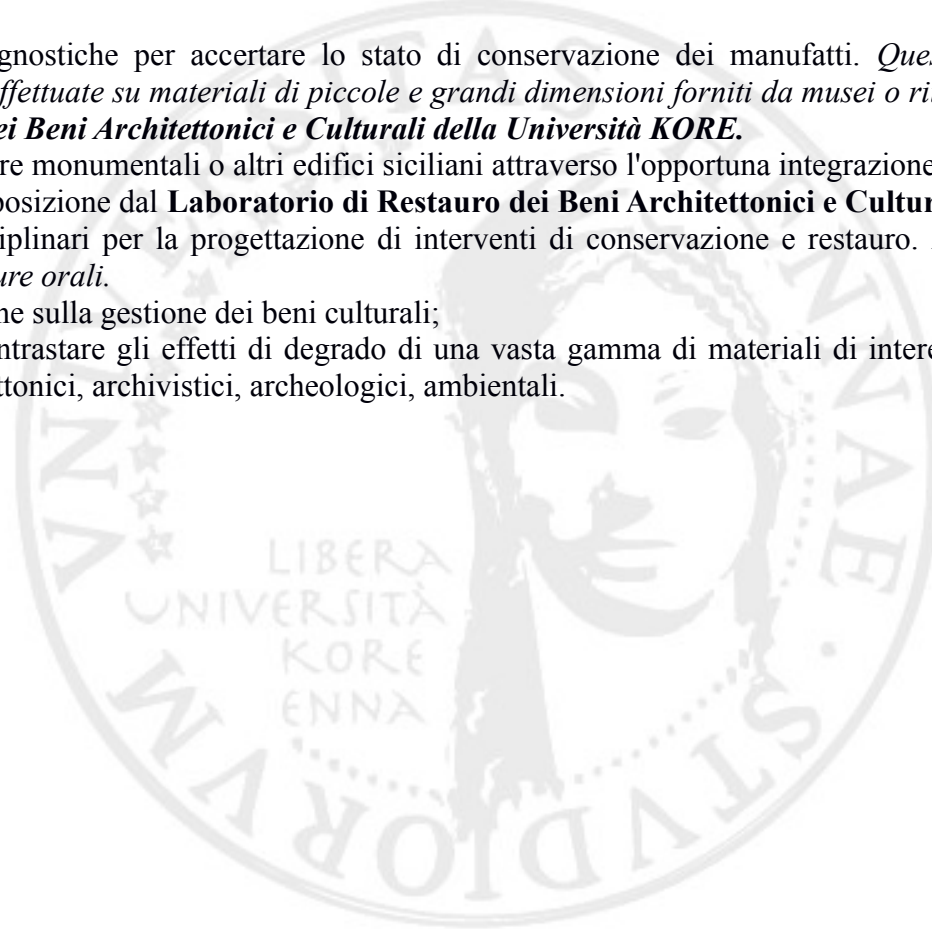 gnostiche per accertare lo stato di conservazione dei manufatti. Ques
ffettuate su materiali di piccole e grandi dimensioni forniti da musei o ri
ei Beni Architettonici e Culturali della Università KORE.
re monumentali o altri edifici siciliani attraverso l'opportuna integrazione
posizione dal Laboratorio di Restauro dei Beni Architettonici e Cultur
iplinari per la progettazione di interventi di conservazione e restauro.
ure orali.
ne sulla gestione dei beni culturali;
ntrastare gli effetti di degrado di una vasta gamma di materiali di intere
ttonici, archivistici, archeologici, ambientali.
LIBERA
UNIVERSITÀ
KORE
ENNA
STVDIORVM VNIVERSITAS HENNAE